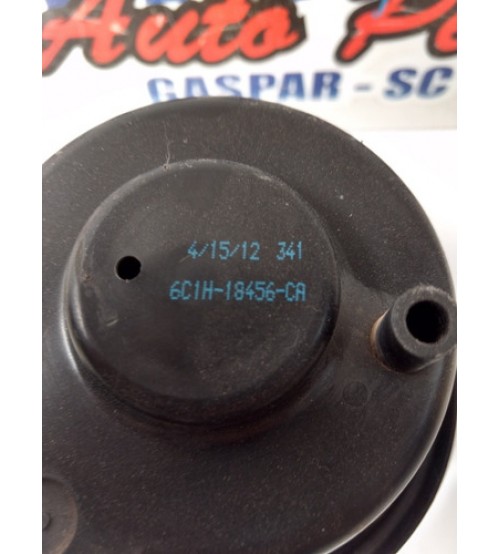 Auto P
GASPAR - SC
4/15/12 341
6C1H-18456-CA